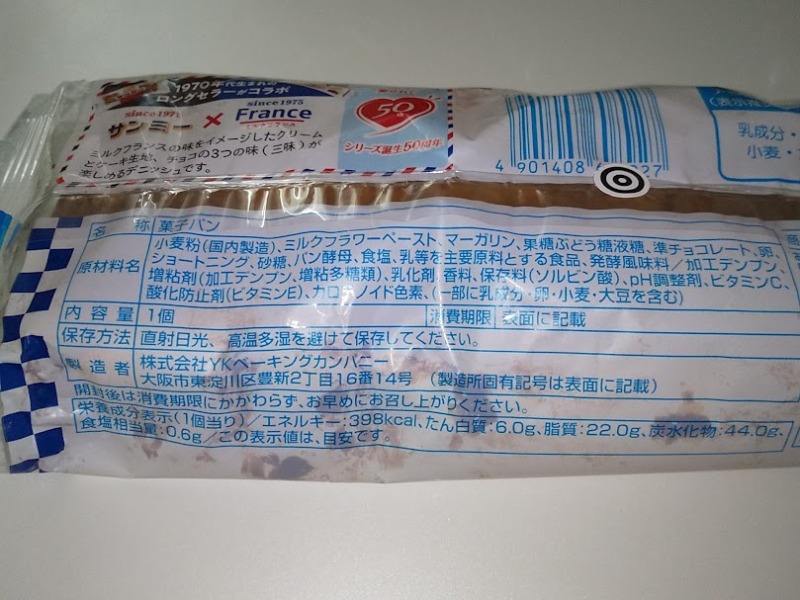 1970年代生まれの
ロングセラーがコラボ
since1971
サンミー × since1975 France
ミルクフランスの味をイメージしたクリーム
とケーキ生地、チョコの3つの味(三味)が
楽しめるデニッシュです。
50
シリーズ誕生50周年
4 901408 27
乳成分・
小麦・
名 称 菓子パン
原材料名 小麦粉(国内製造)、ミルクフラワーペースト、マーガリン、果糖ぶどう糖液糖、準チョコレート、卵、
ショートニング、砂糖、パン酵母、食塩、乳等を主要原料とする食品、発酵風味料/加工デンプン、
増粘剤(加工デンプン、増粘多糖類)、乳化剤、香料、保存料(ソルビン酸)、pH調整剤、ビタミンC、
酸化防止剤(ビタミンE)、カロテノイド色素、(一部に乳成分・卵・小麦・大豆を含む)
内容量 1個 消費期限 表面に記載
保存方法 直射日光、高温多湿を避けて保存してください。
製造者 株式会社YKベーキングカンパニー
大阪市東淀川区豊新2丁目16番14号 (製造所固有記号は表面に記載)
開封後は消費期限にかかわらず、お早めにお召し上がりください。
栄養成分表示(1個当り)/エネルギー:398kcal、たん白質:6.0g、脂質:22.0g、炭水化物:44.0g、
食塩相当量:0.6g/この表示値は、目安です。